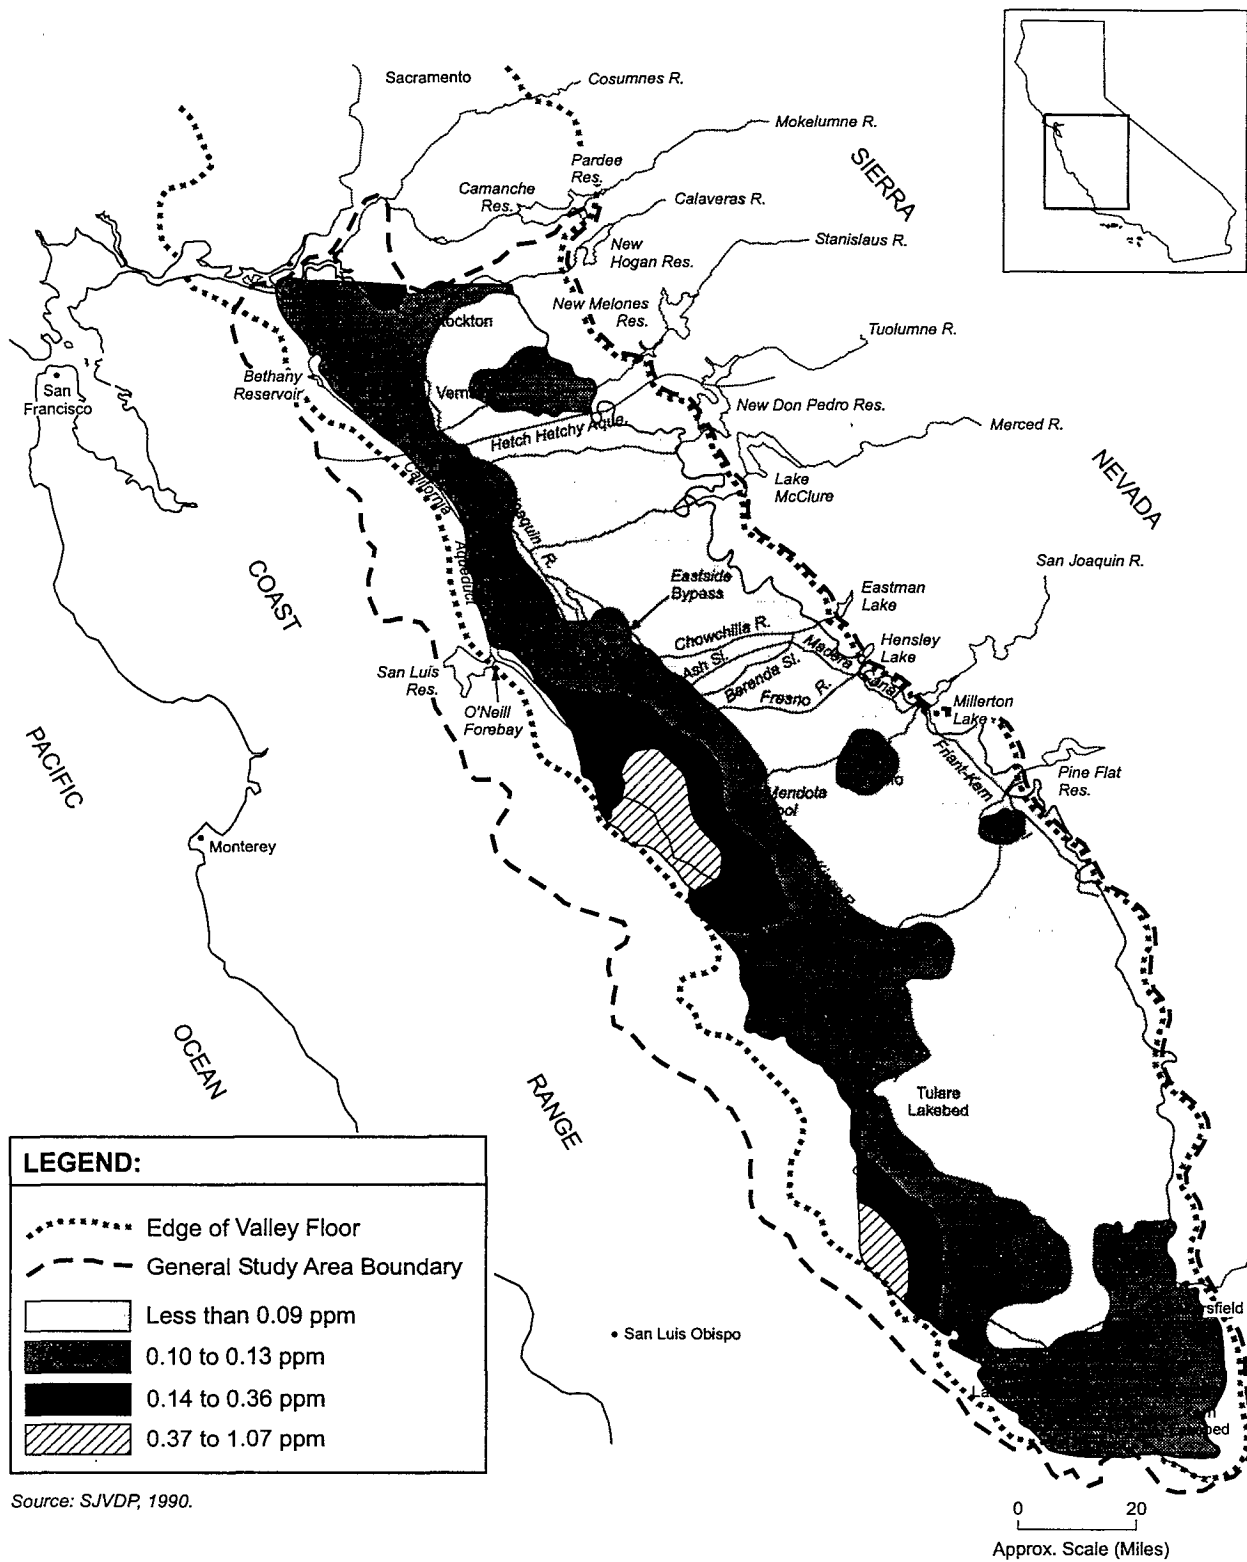 Sacramento
Cosumnes R.
Mokelumne R.
Pardee
Res.
Camanche
Res.
Calaveras R.
SIERRA
New
Hogan Res.
Stanislaus R.
New Melones
Res.
Tuolumne R.
Bethany
Reservoir
San
Francisco
New Don Pedro Res.
Merced R.
Hetch Hetchy Aque.
California
Aqueduct
Lake
McClure
NEVADA
R.
San Joaquin R.
COAST
Eastside
Bypass
Eastman
Lake
Chowchilla R.
Hensley
Lake
Ash Sl.
Madera
Canal
Berenda Sl.
Fresno R.
San Luis
Res.
O'Neill
Forebay
Millerton
Lake
Friant-Kern
Pine Flat
Res.
PACIFIC
Mendota
Monterey
OCEAN
RANGE
Tulare
Lakebed
San Luis Obispo
LEGEND:
Edge of Valley Floor
General Study Area Boundary
Less than 0.09 ppm
0.10 to 0.13 ppm
0.14 to 0.36 ppm
0.37 to 1.07 ppm
Source: SJVDP, 1990.
0 20
Approx. Scale (Miles)